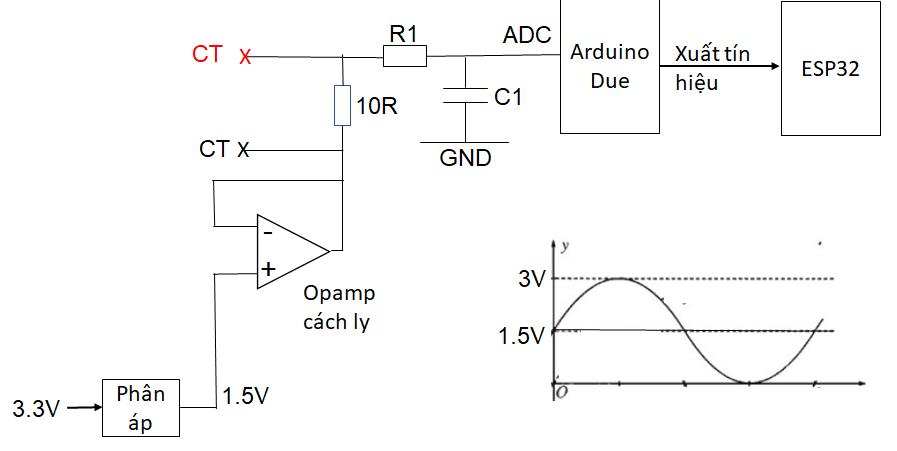 CT X
R1
ADC
Arduino
Due
Xuất tín
hiệu
ESP32
10R
C1
CT X
GND
-
+
Opamp
cách ly
3.3V
Phân
áp
1.5V
y
3V
1.5V
O